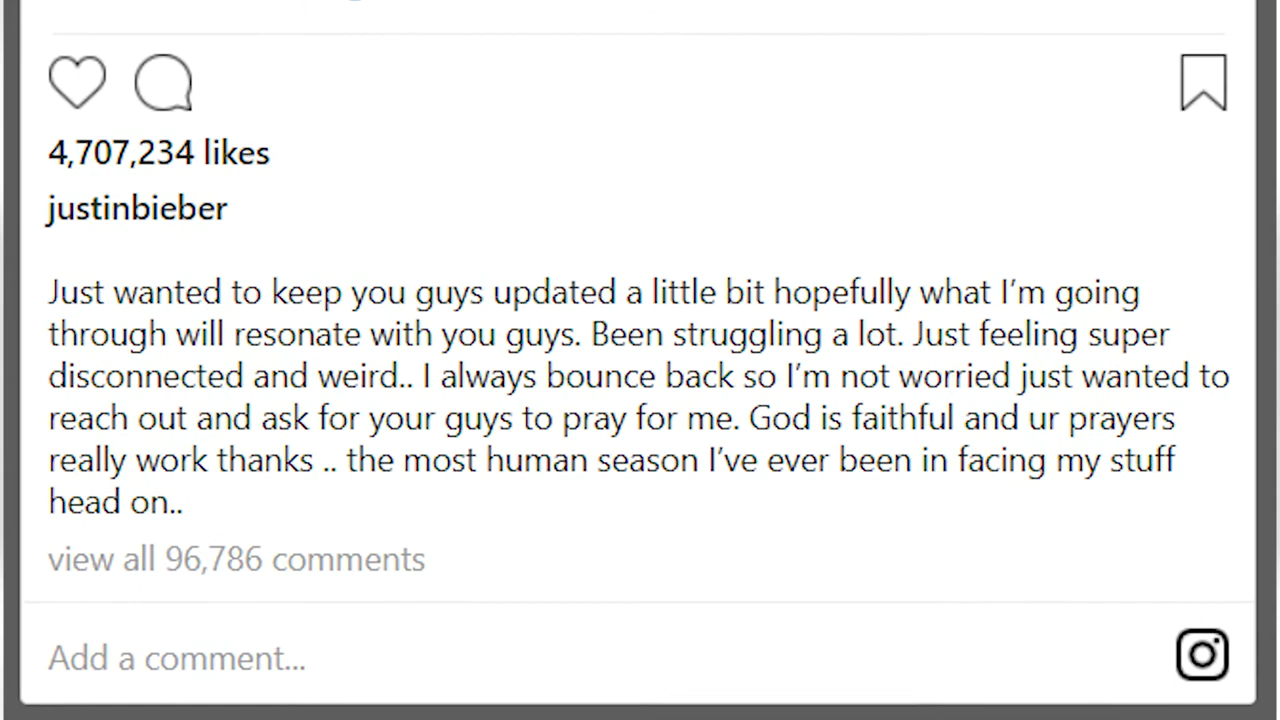 4,707,234 likes
justinbieber
Just wanted to keep you guys updated a little bit hopefully what I’m going
through will resonate with you guys. Been struggling a lot. Just feeling super
disconnected and weird.. I always bounce back so I’m not worried just wanted to
reach out and ask for your guys to pray for me. God is faithful and ur prayers
really work thanks .. the most human season I’ve ever been in facing my stuff
head on..
view all 96,786 comments
Add a comment...